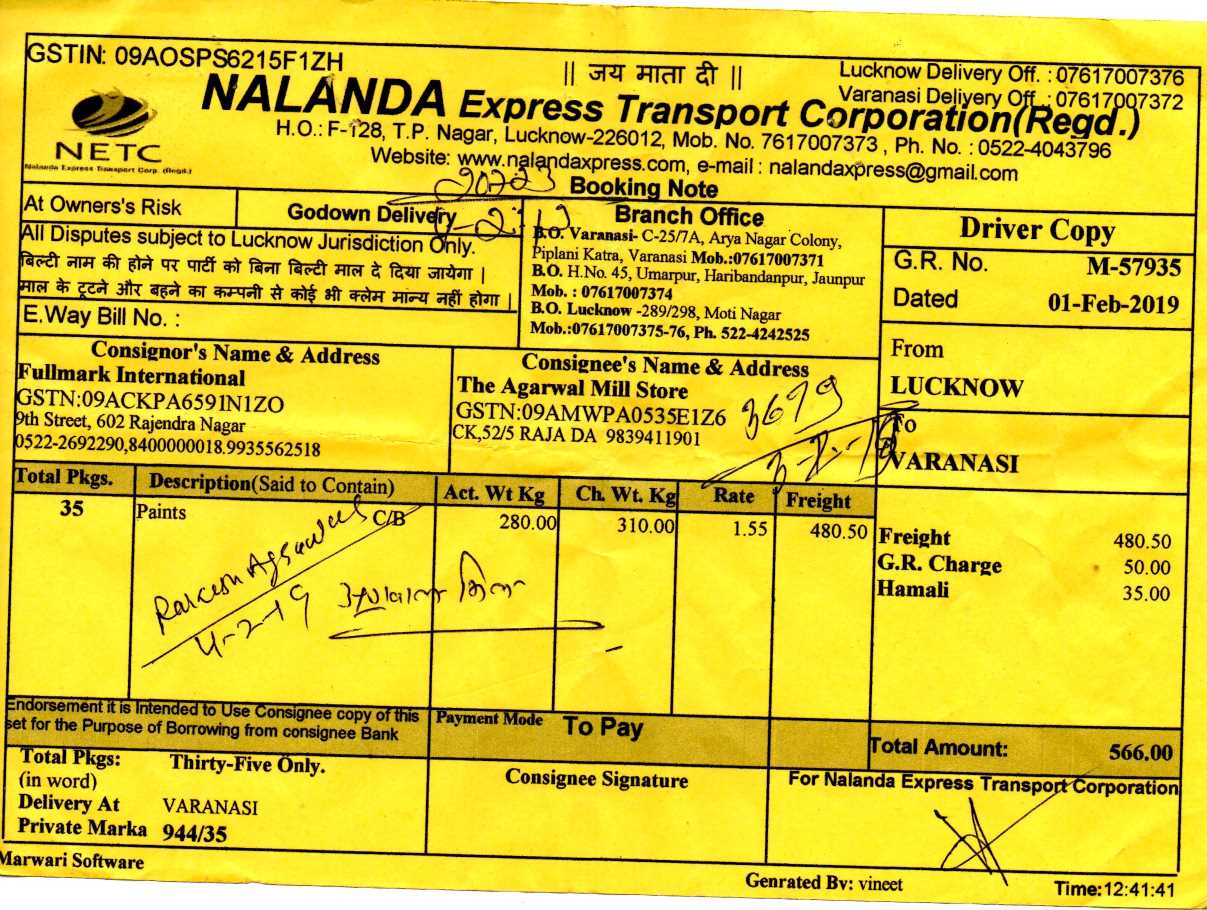 GSTIN: 09AOSPS6215F1ZH
|| जय माता दी ||
Lucknow Delivery Off. : 07617007376
Varanasi Delivery Off. : 07617007372
NALANDA Express Transport Corporation(Regd.)
NETC
Nalanda Express Transport Corp. (Regd.)
H.O.: F-128, T.P. Nagar, Lucknow-226012, Mob. No. 7617007373 , Ph. No. : 0522-4043796
Website: www.nalandaxpress.com, e-mail : nalandaxpress@gmail.com
20723
Booking Note
At Owners's Risk
Godown Delivery
All Disputes subject to Lucknow Jurisdiction Only.
बिल्टी नाम की होने पर पार्टी को बिना बिल्टी माल दे दिया जायेगा |
माल के टूटने और बहने का कम्पनी से कोई भी क्लेम मान्य नहीं होगा |
E.Way Bill No. :
Branch Office
B.O. Varanasi- C-25/7A, Arya Nagar Colony,
Piplani Katra, Varanasi Mob.:07617007371
B.O. H.No. 45, Umarpur, Haribandanpur, Jaunpur
Mob. : 07617007374
B.O. Lucknow -289/298, Moti Nagar
Mob.:07617007375-76, Ph. 522-4242525
Driver Copy
G.R. No. M-57935
Dated 01-Feb-2019
From
LUCKNOW
To
VARANASI
Consignor's Name & Address
Fullmark International
GSTN:09ACKPA6591N1ZO
9th Street, 602 Rajendra Nagar
0522-2692290,8400000018.9935562518
Consignee's Name & Address
The Agarwal Mill Store
GSTN:09AMWPA0535E1Z6
CK,52/5 RAJA DA 9839411901
3699
Total Pkgs. Description(Said to Contain) Act. Wt Kg Ch. Wt. Kg Rate Freight
35 Paints C/B 280.00 310.00 1.55 480.50
Rakesh Agrawal
4-2-19
Freight 480.50
G.R. Charge 50.00
Hamali 35.00
Endorsement it is Intended to Use Consignee copy of this
set for the Purpose of Borrowing from consignee Bank
Payment Mode To Pay
Total Amount: 566.00
Total Pkgs: Thirty-Five Only.
(in word)
Delivery At VARANASI
Private Marka 944/35
Consignee Signature
For Nalanda Express Transport Corporation
Marwari Software
Genrated By: vineet
Time:12:41:41